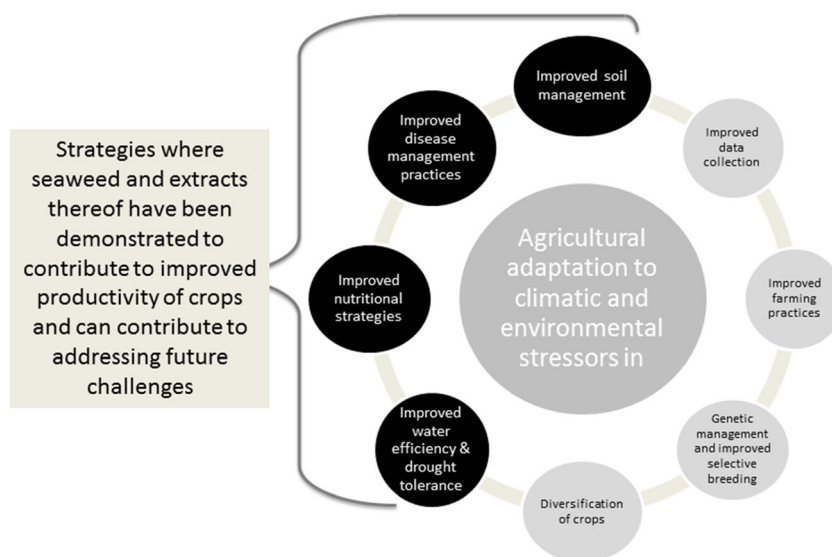 Strategies where
seaweed and extracts
thereof have been
demonstrated to
contribute to improved
productivity of crops
and can contribute to
addressing future
challenges
Improved soil
management
Improved
data
collection
Improved
farming
practices
Genetic
management
and improved
selective
breeding
Diversification
of crops
Improved
water
efficiency &
drought
tolerance
Improved
nutritional
strategies
Improved
disease
management
practices
Agricultural
adaptation to
climatic and
environmental
stressors in